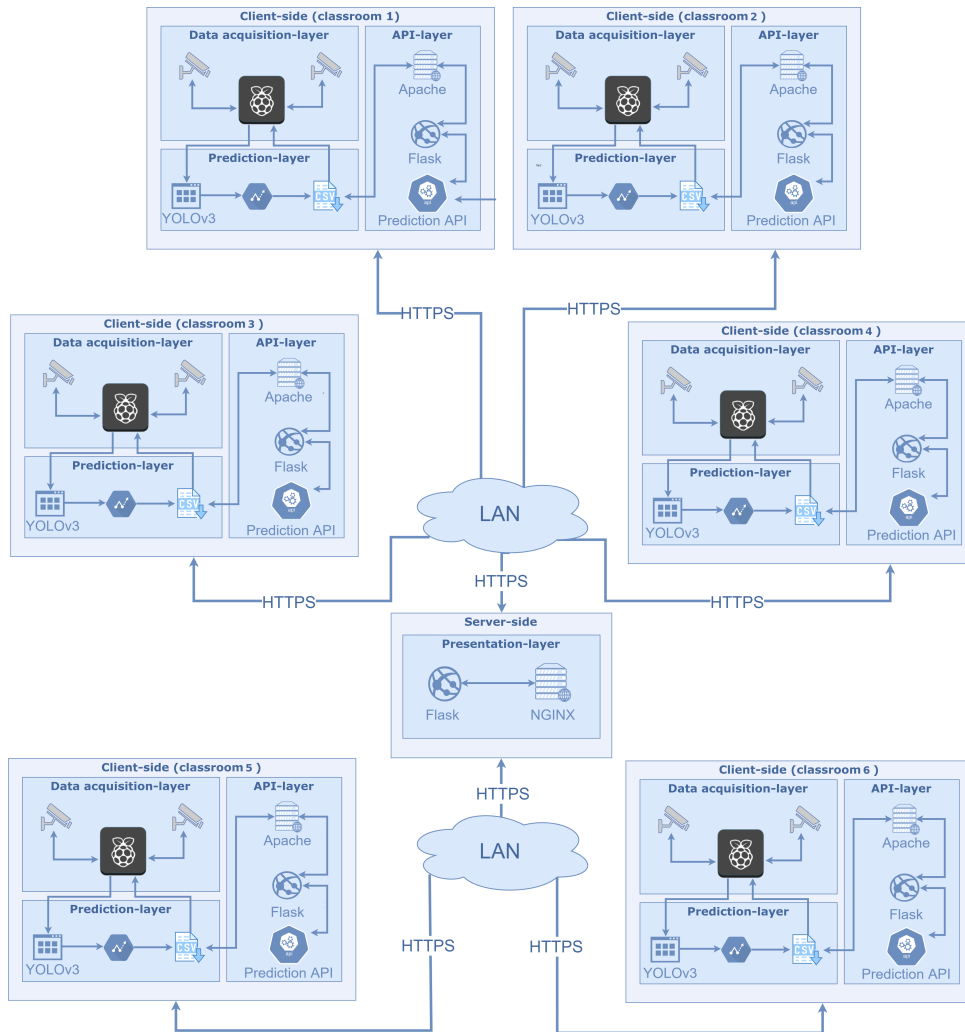 Client-side (classroom 1)
Data acquisition-layer
API-layer
Apache
Flask
Prediction-layer
YOLOv3
CSV
api
Prediction API
Client-side (classroom 2)
Data acquisition-layer
API-layer
Apache
Flask
Prediction-layer
YOLOv3
CSV
api
Prediction API
HTTPS
HTTPS
Client-side (classroom 3)
Data acquisition-layer
API-layer
Apache
Flask
Prediction-layer
YOLOv3
CSV
api
Prediction API
Client-side (classroom 4)
Data acquisition-layer
API-layer
Apache
Flask
Prediction-layer
YOLOv3
CSV
api
Prediction API
LAN
HTTPS
HTTPS
HTTPS
Server-side
Presentation-layer
Flask
NGINX
Client-side (classroom 5)
Data acquisition-layer
API-layer
Apache
Flask
Prediction-layer
YOLOv3
CSV
api
Prediction API
HTTPS
LAN
HTTPS
HTTPS
Client-side (classroom 6)
Data acquisition-layer
API-layer
Apache
Flask
Prediction-layer
YOLOv3
CSV
api
Prediction API